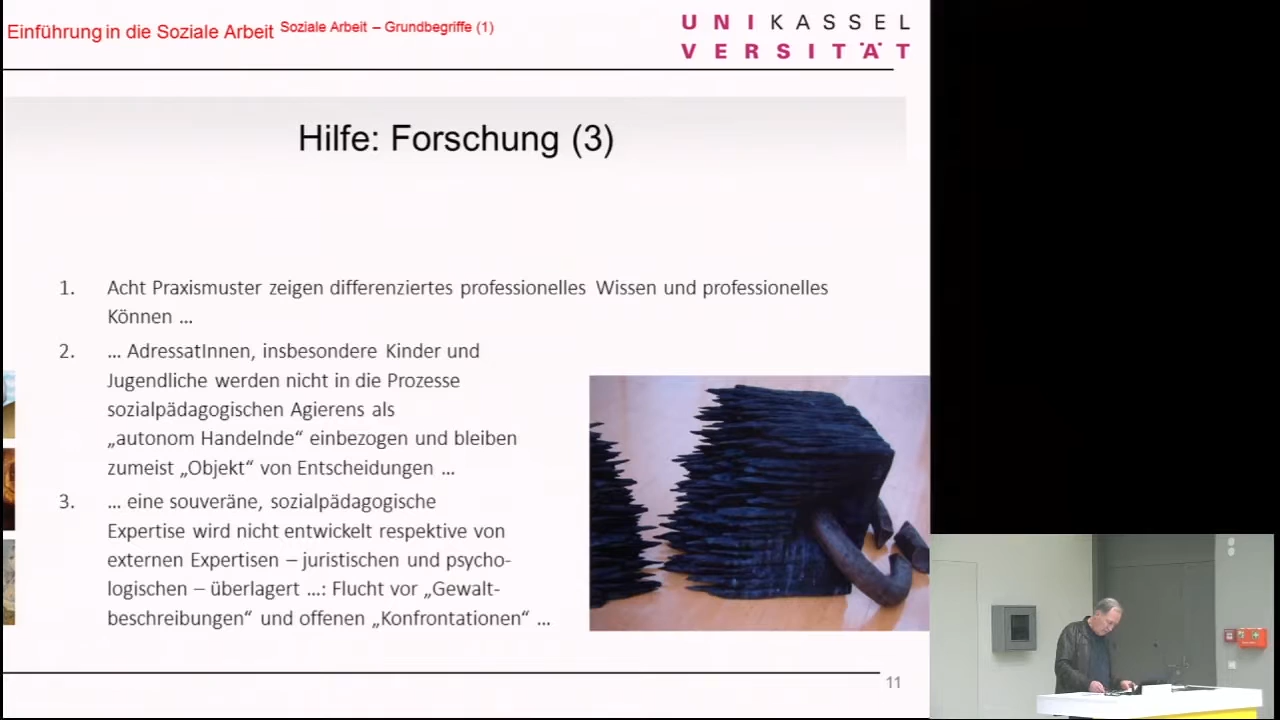 Einführung in die Soziale Arbeit Soziale Arbeit – Grundbegriffe (1)
UNIKASSEL
VERSITÄT
Hilfe: Forschung (3)
1. Acht Praxismuster zeigen differenziertes professionelles Wissen und professionelles
Können ...
2. ... AdressatInnen, insbesondere Kinder und
Jugendliche werden nicht in die Prozesse
sozialpädagogischen Agierens als
„autonom Handelnde“ einbezogen und bleiben
zumeist „Objekt“ von Entscheidungen ...
3. ... eine souveräne, sozialpädagogische
Expertise wird nicht entwickelt respektive von
externen Expertisen – juristischen und psycho-
logischen – überlagert ...: Flucht vor „Gewalt-
beschreibungen“ und offenen „Konfrontationen“ ...
11